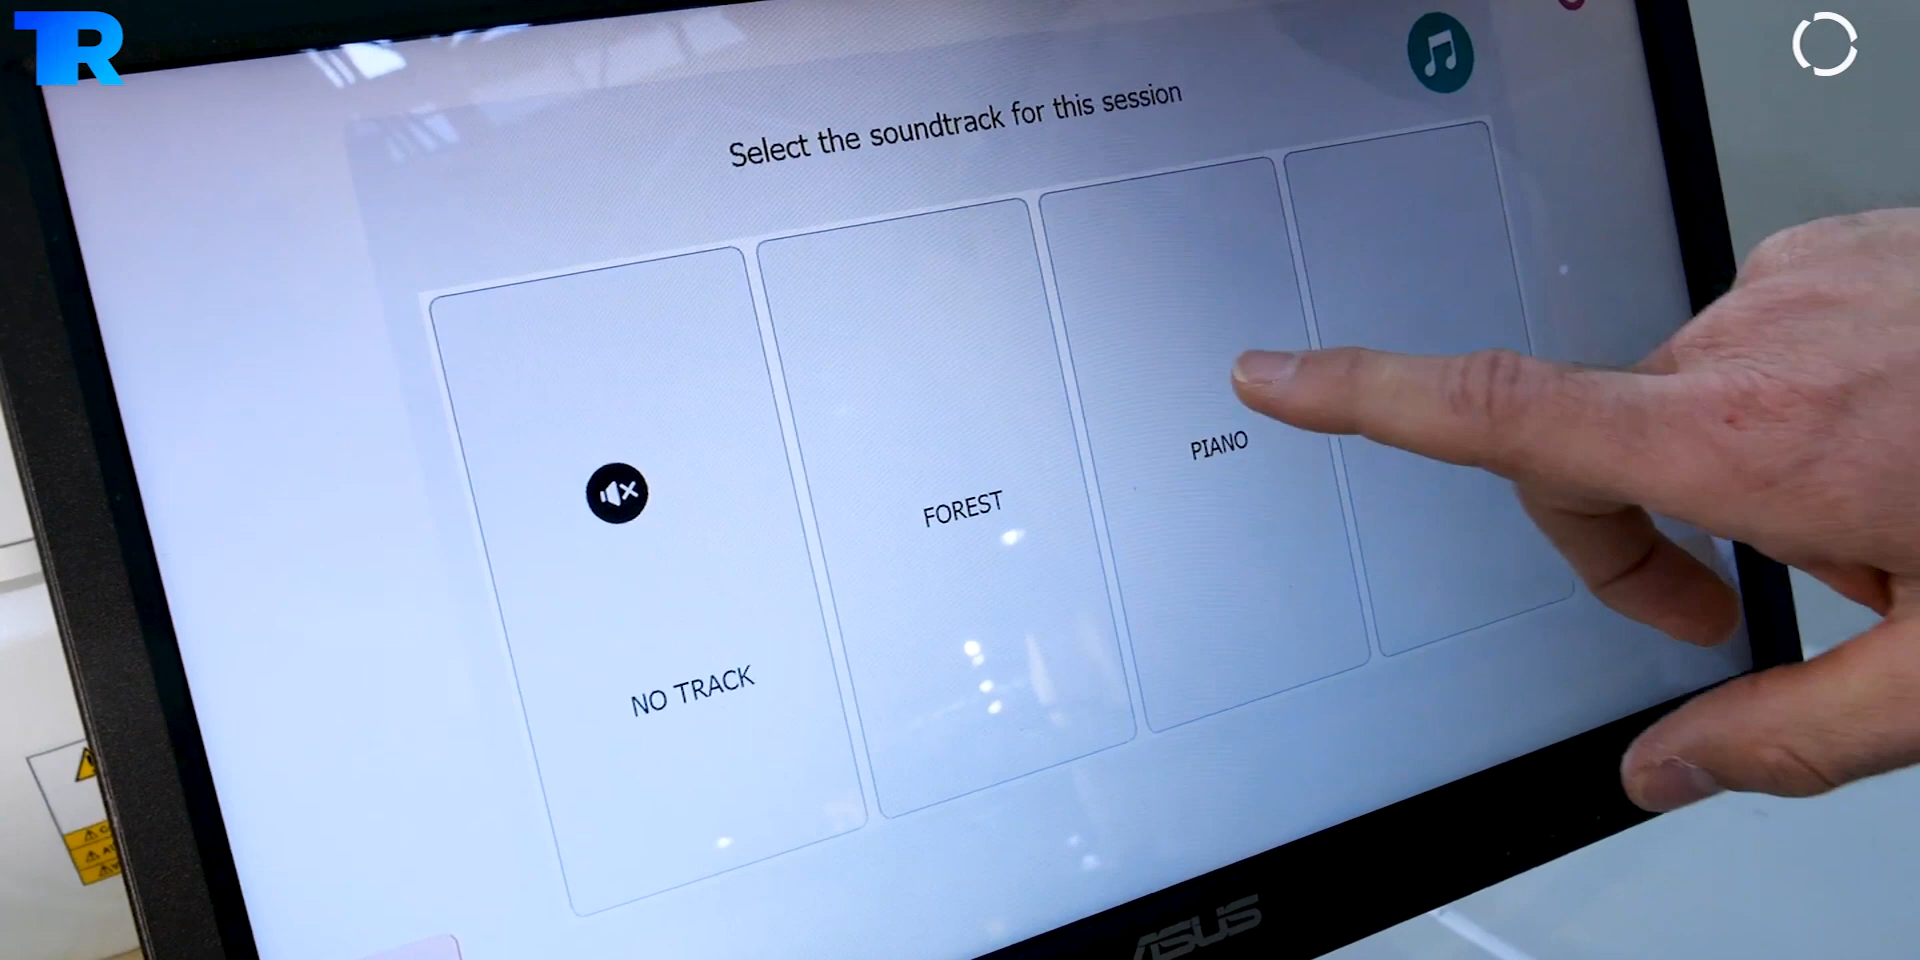 TR
Select the soundtrack for this session
NO TRACK
FOREST
PIANO
ASUS